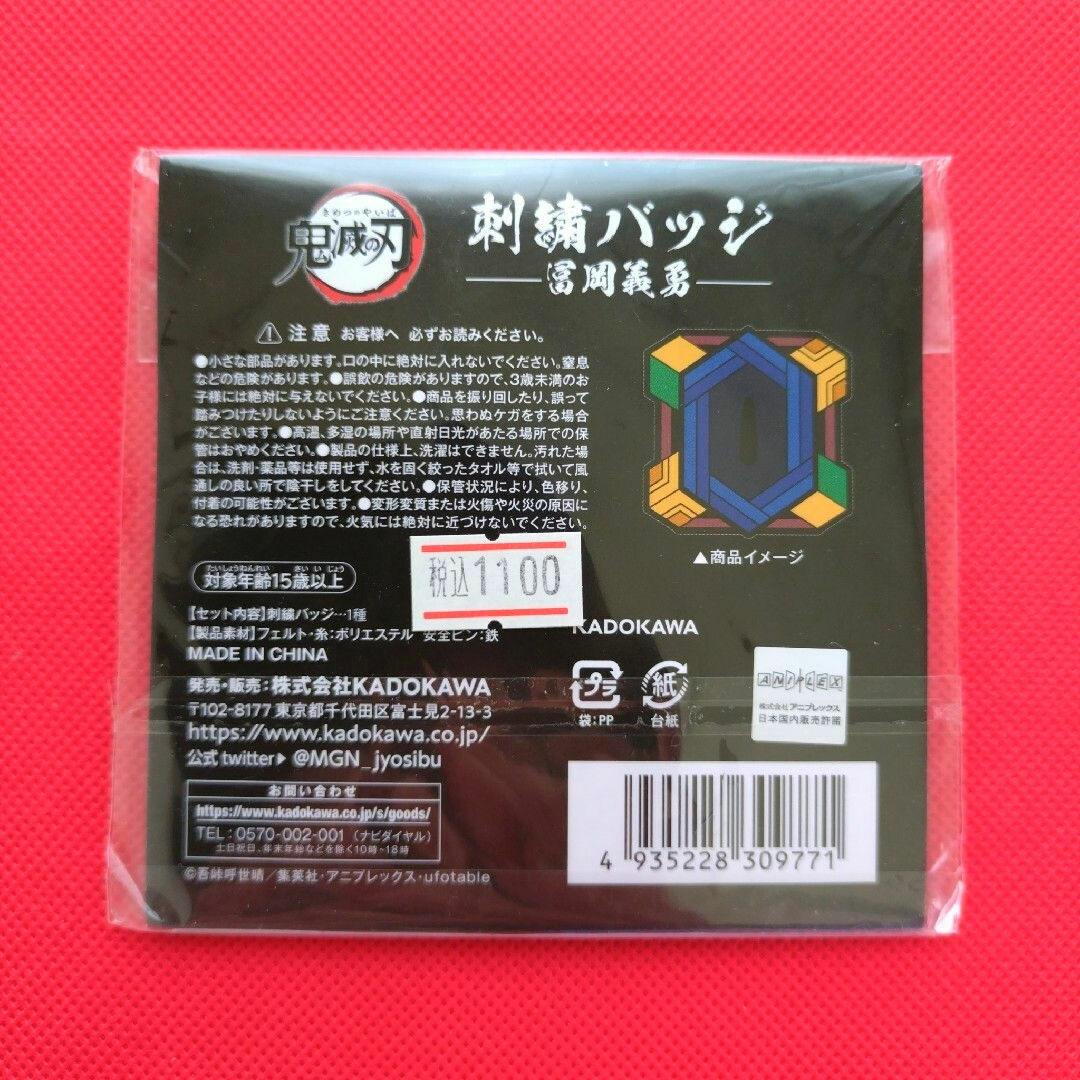 きめつのやいば
鬼滅の刃
刺繍バッジ
冨岡義勇
注意 お客様へ 必ずお読みください。
●小さな部品があります。口の中に絶対に入れないでください。窒息
などの危険があります。●誤飲の危険がありますので、3歳未満のお
子様には絶対に与えないでください。●商品を振り回したり、誤って
踏みつけたりしないようにご注意ください。思わぬケガをする場合
がございます。●高温、多湿の場所や直射日光があたる場所での保
管はおやめください。●製品の仕様上、洗濯はできません。汚れた場
合は、洗剤・薬品等は使用せず、水を固く絞ったタオル等で拭いて風
通しの良い所で陰干しをしてください。●保管状況により、色移り、
付着の可能性がございます。●変形変質または火傷や火災の原因に
なる恐れがありますので、火気には絶対に近づけないでください。
▲商品イメージ
税込1100
たいしょうねんれい さい いじょう
対象年齢15歳以上
【セット内容】刺繍バッジ…1種
【製品素材】フェルト・糸:ポリエステル 安全ピン:鉄
MADE IN CHINA
KADOKAWA
発売・販売:株式会社KADOKAWA
〒102-8177 東京都千代田区富士見2-13-3
https://www.kadokawa.co.jp/
公式twitter▶ @MGN_jyosibu
プラ
袋:PP
紙
台紙
ANIPLEX
株式会社アニプレックス
日本国内販売許諾
お問い合わせ
https://www.kadokawa.co.jp/s/goods/
TEL:0570-002-001 (ナビダイヤル)
土日祝日、年末年始などを除く10時~18時
©吾峠呼世晴/集英社・アニプレックス・ufotable
4 935228 309771